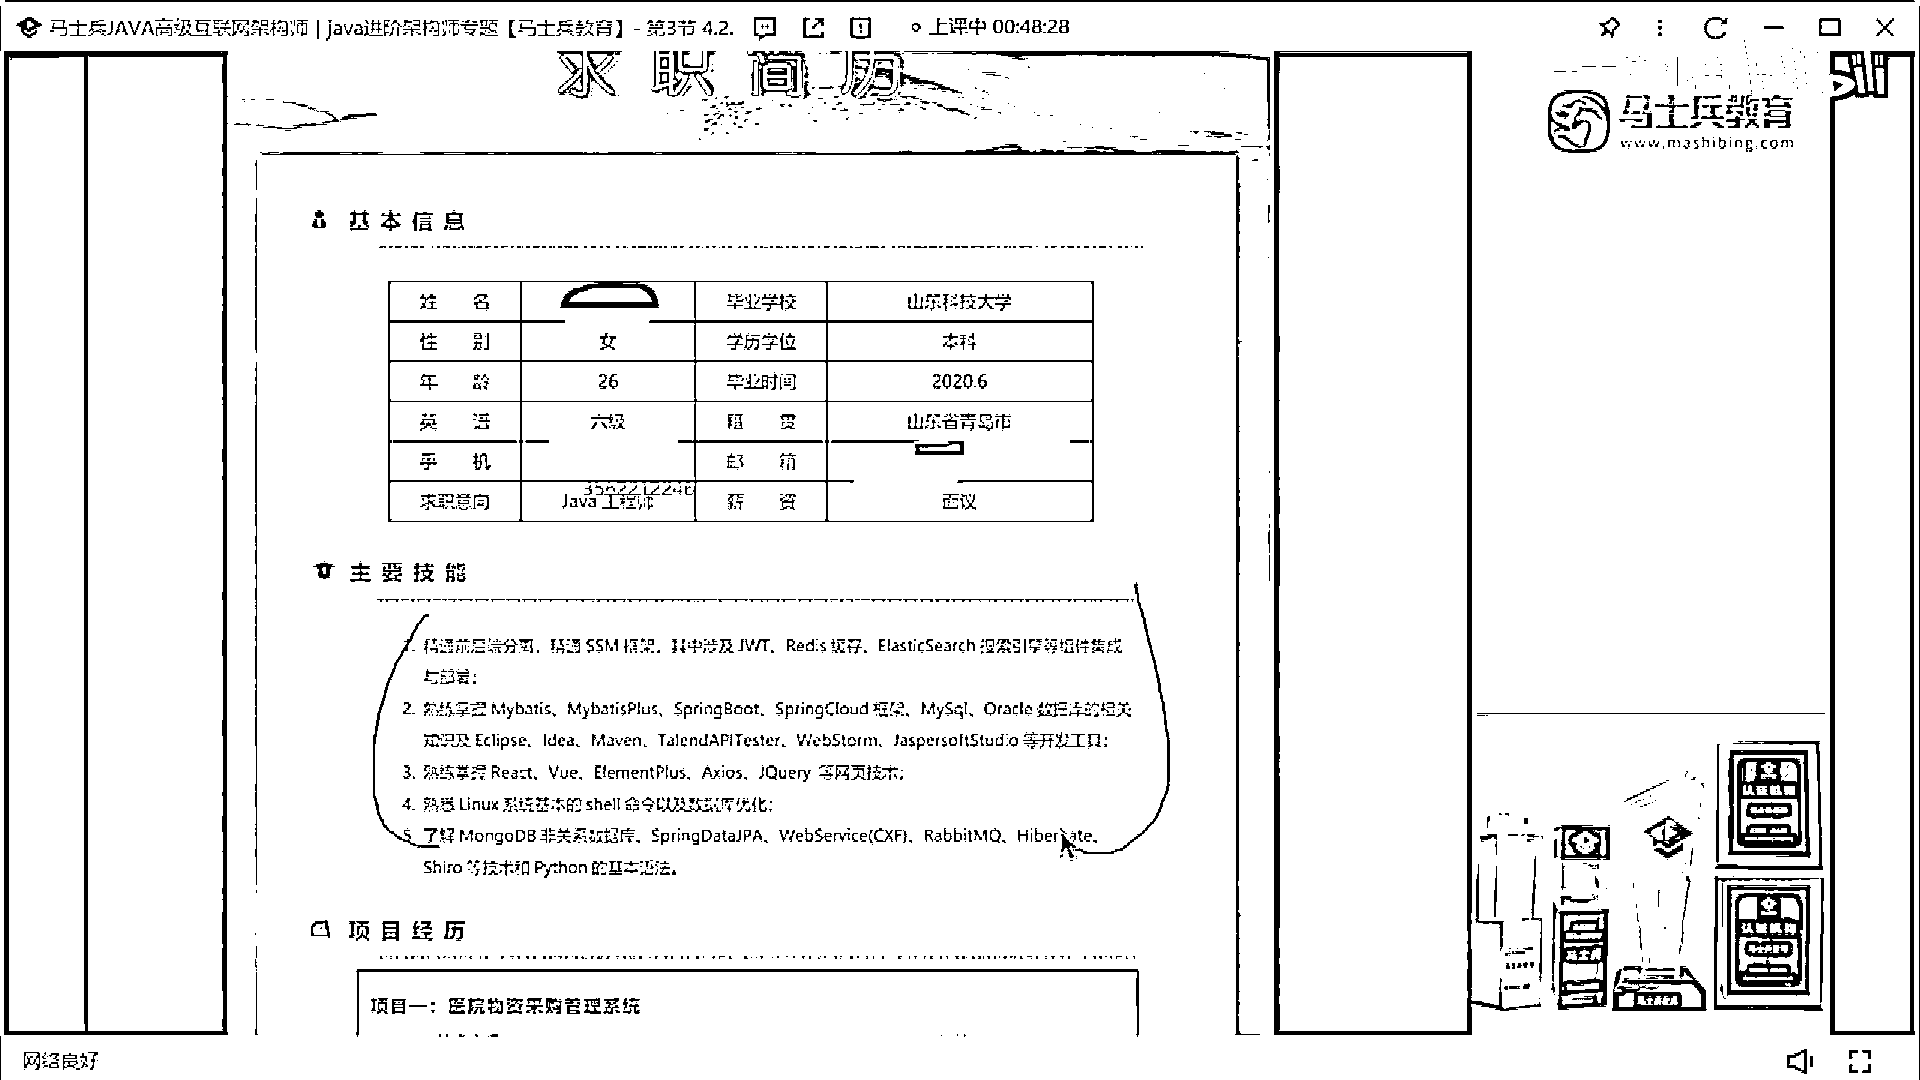 马士兵JAVA高级互联网架构师 | java进阶架构师专题【马士兵教育】 - 第3节 4.2. 上课中 00:48:28
求职简历
马士兵教育
www.mashibing.com
基本信息
姓 名 毕业学校 山东科技大学
性 别 女 学历学位 本科
年 龄 26 毕业时间 2020.6
英 语 六级 籍 贯 山东省青岛市
手 机 邮 箱
求职意向 Java 工程师 薪 资 面议
主要技能
1. 精通前后端分离，精通 SSM 框架，其中涉及 JWT、Redis 缓存、ElasticSearch 搜索引擎等组件集成
与部署；
2. 熟练掌握 Mybatis、MybatisPlus、SpringBoot、SpringCloud 框架、MySql、Oracle 数据库的相关
知识及 Eclipse、Idea、Maven、TalendAPITester、WebStorm、JaspersoftStudio 等开发工具；
3. 熟练掌握 React、Vue、ElementPlus、Axios、JQuery 等网页技术；
4. 熟悉 Linux 系统基本的 shell 命令以及数据库优化；
5. 了解 MongoDB 非关系数据库、SpringDataJPA、WebService(CXF)、RabbitMQ、Hibernate、
Shiro 等技术和 Python 的基本语法。
项目经历
项目一：医院物资采购管理系统
网络良好